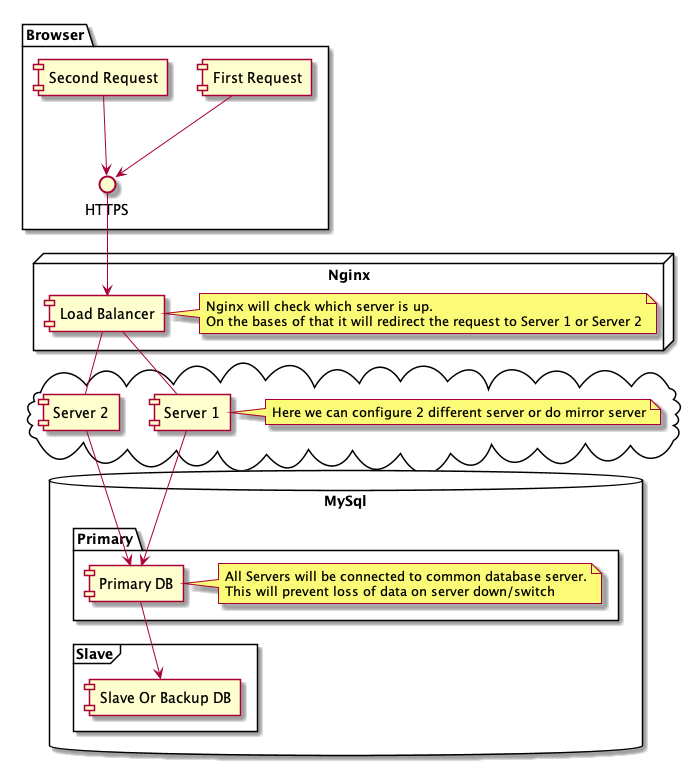 Browser
Second Request
First Request
HTTPS
Nginx
Load Balancer
Nginx will check which server is up.
On the bases of that it will redirect the request to Server 1 or Server 2
Server 2
Server 1
Here we can configure 2 different server or do mirror server
MySql
Primary
Primary DB
All Servers will be connected to common database server.
This will prevent loss of data on server down/switch
Slave
Slave Or Backup DB